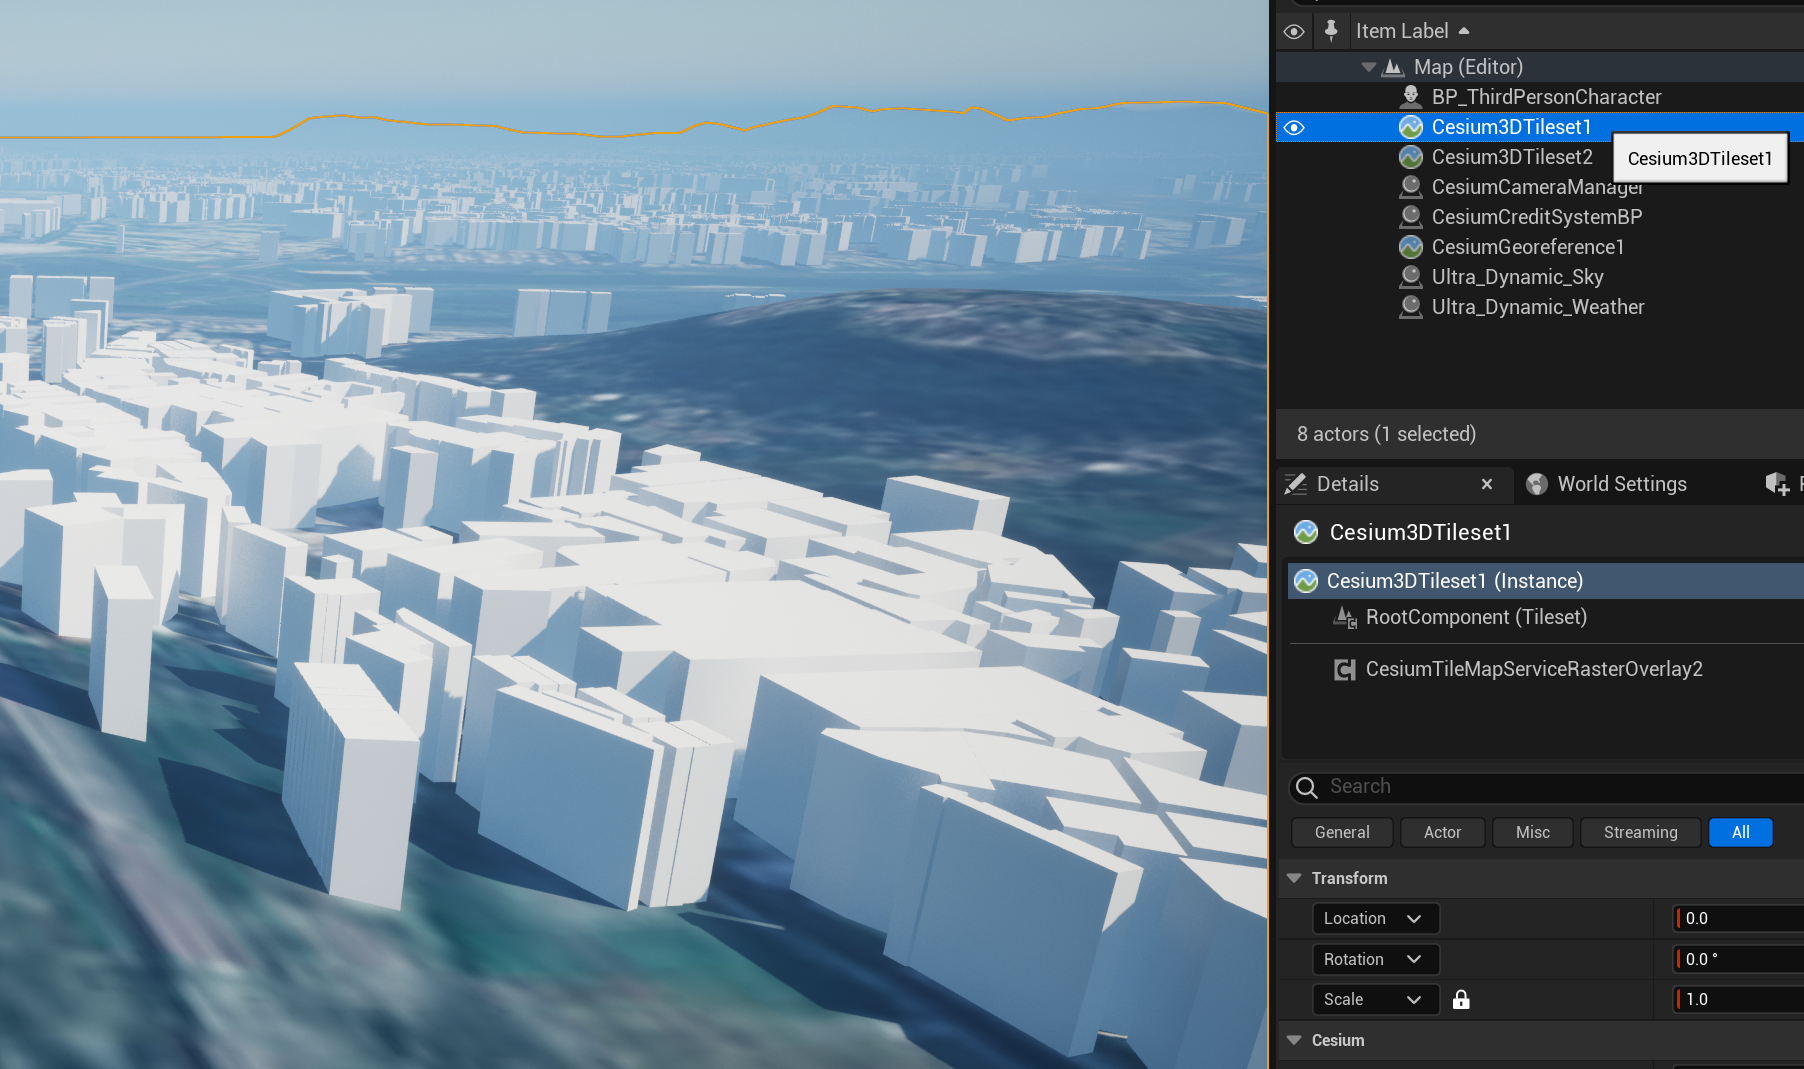 Item Label
Map (Editor)
BP_ThirdPersonCharacter
Cesium3DTileset1
Cesium3DTileset2
Cesium3DTileset1
CesiumCameraManager
CesiumCreditSystemBP
CesiumGeoreference1
Ultra_Dynamic_Sky
Ultra_Dynamic_Weather
8 actors (1 selected)
Details
World Settings
Cesium3DTileset1
Cesium3DTileset1 (Instance)
RootComponent (Tileset)
CesiumTileMapServiceRasterOverlay2
Search
General Actor Misc Streaming All
Transform
Location 0.0
Rotation 0.0 °
Scale 1.0
Cesium